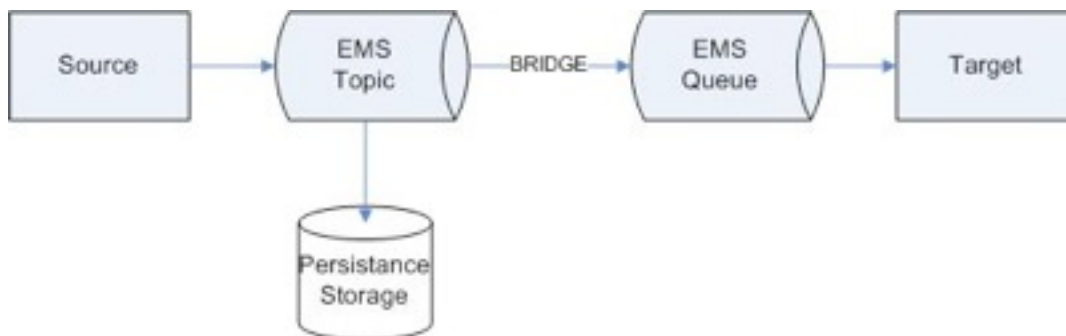 Source
EMS
Topic
BRIDGE
EMS
Queue
Target
Persistance
Storage